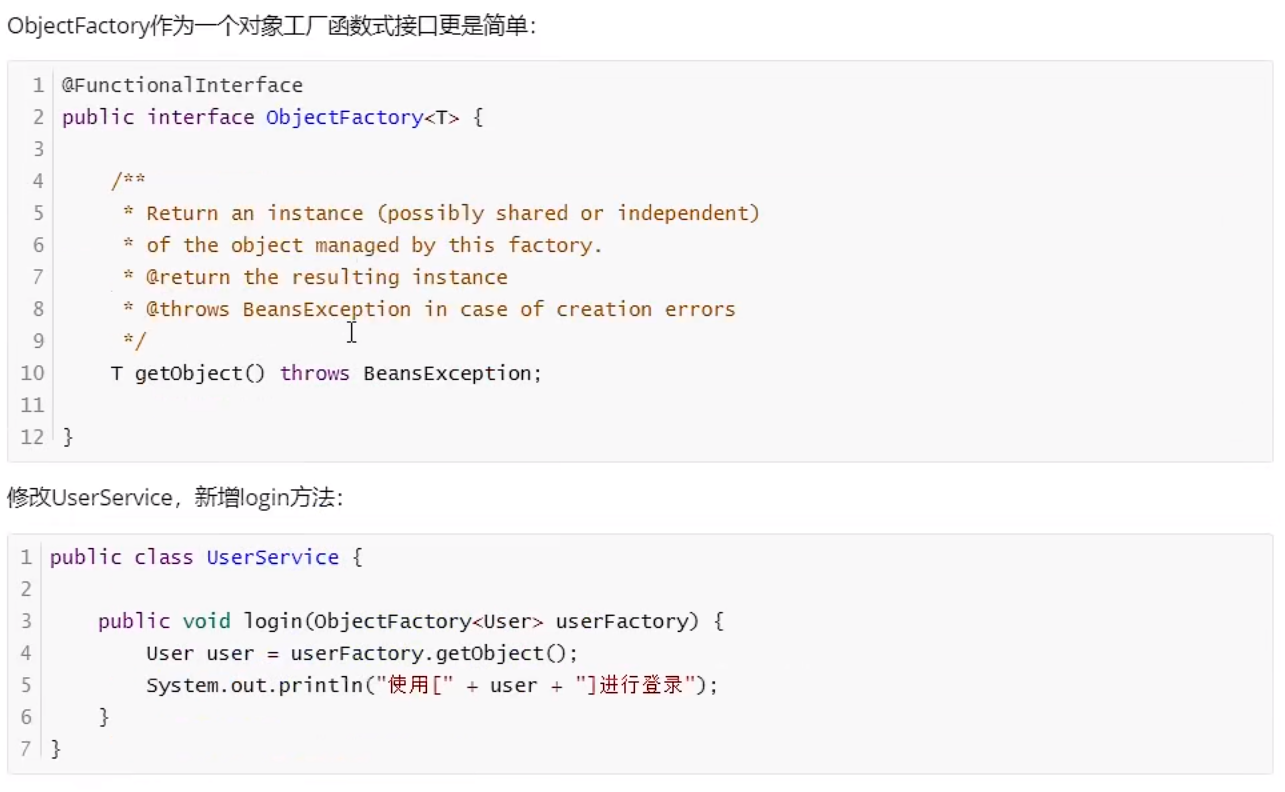 ObjectFactory作为一个对象工厂函数式接口更是简单：
1 @FunctionalInterface
2 public interface ObjectFactory<T> {
3
4     /**
5      * Return an instance (possibly shared or independent)
6      * of the object managed by this factory.
7      * @return the resulting instance
8      * @throws BeansException in case of creation errors
9      */
10     T getObject() throws BeansException;
11
12 }
修改UserService，新增login方法：
1 public class UserService {
2
3     public void login(ObjectFactory<User> userFactory) {
4         User user = userFactory.getObject();
5         System.out.println("使用[" + user + "]进行登录");
6     }
7 }